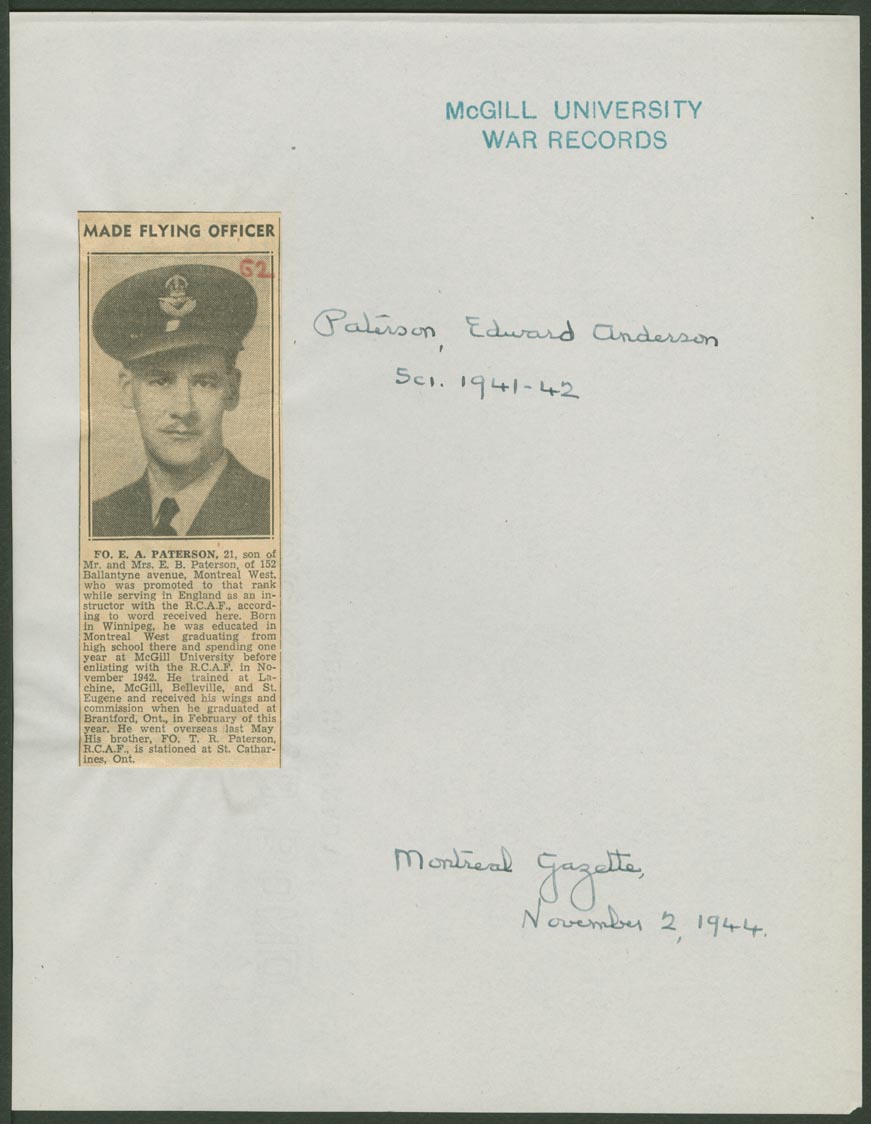 McGILL UNIVERSITY
WAR RECORDS
MADE FLYING OFFICER
G2
Paterson, Edward Anderson
Sci. 1941-42
FO. E. A. PATERSON, 21, son of
Mr. and Mrs. E. B. Paterson, of 152
Ballantyne avenue, Montreal West,
who was promoted to that rank
while serving in England as an in-
structor with the R.C.A.F., accord-
ing to word received here. Born
in Winnipeg, he was educated in
Montreal West graduating from
high school there and spending one
year at McGill University before
enlisting with the R.C.A.F. in No-
vember 1942. He trained at La-
chine, McGill, Belleville, and St.
Eugene and received his wings and
commission when he graduated at
Brantford, Ont., in February of this
year. He went overseas last May
His brother, FO. T. R. Paterson,
R.C.A.F., is stationed at St. Cathar-
ines, Ont.
Montreal Gazette,
November 2, 1944.